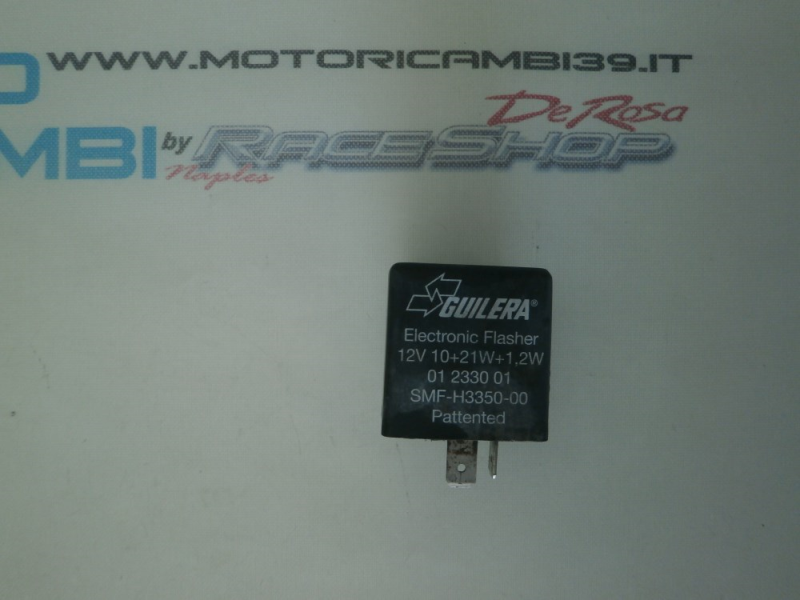 WWW.MOTORICAMBI39.IT
O
MBI by RACESHOP
De Rosa
Naples
GUILERA®
Electronic Flasher
12V 10+21W+1,2W
01 2330 01
SMF-H3350-00
Pattented